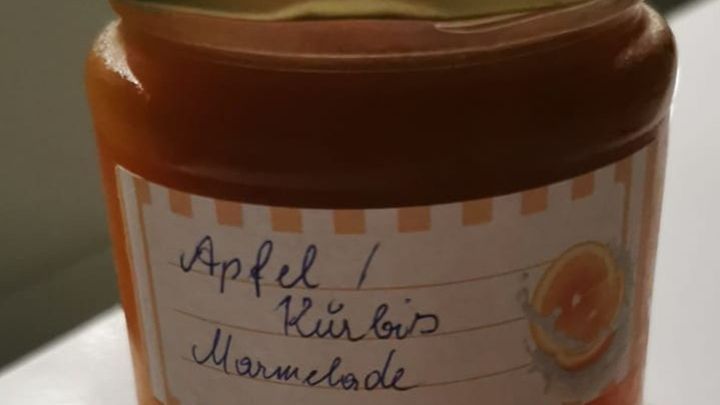 Apfel /
Kürbis
Marmelade